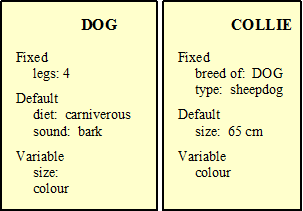 DOG
Fixed
legs: 4
Default
diet: carniverous
sound: bark
Variable
size:
colour
COLLIE
Fixed
breed of: DOG
type: sheepdog
Default
size: 65 cm
Variable
colour